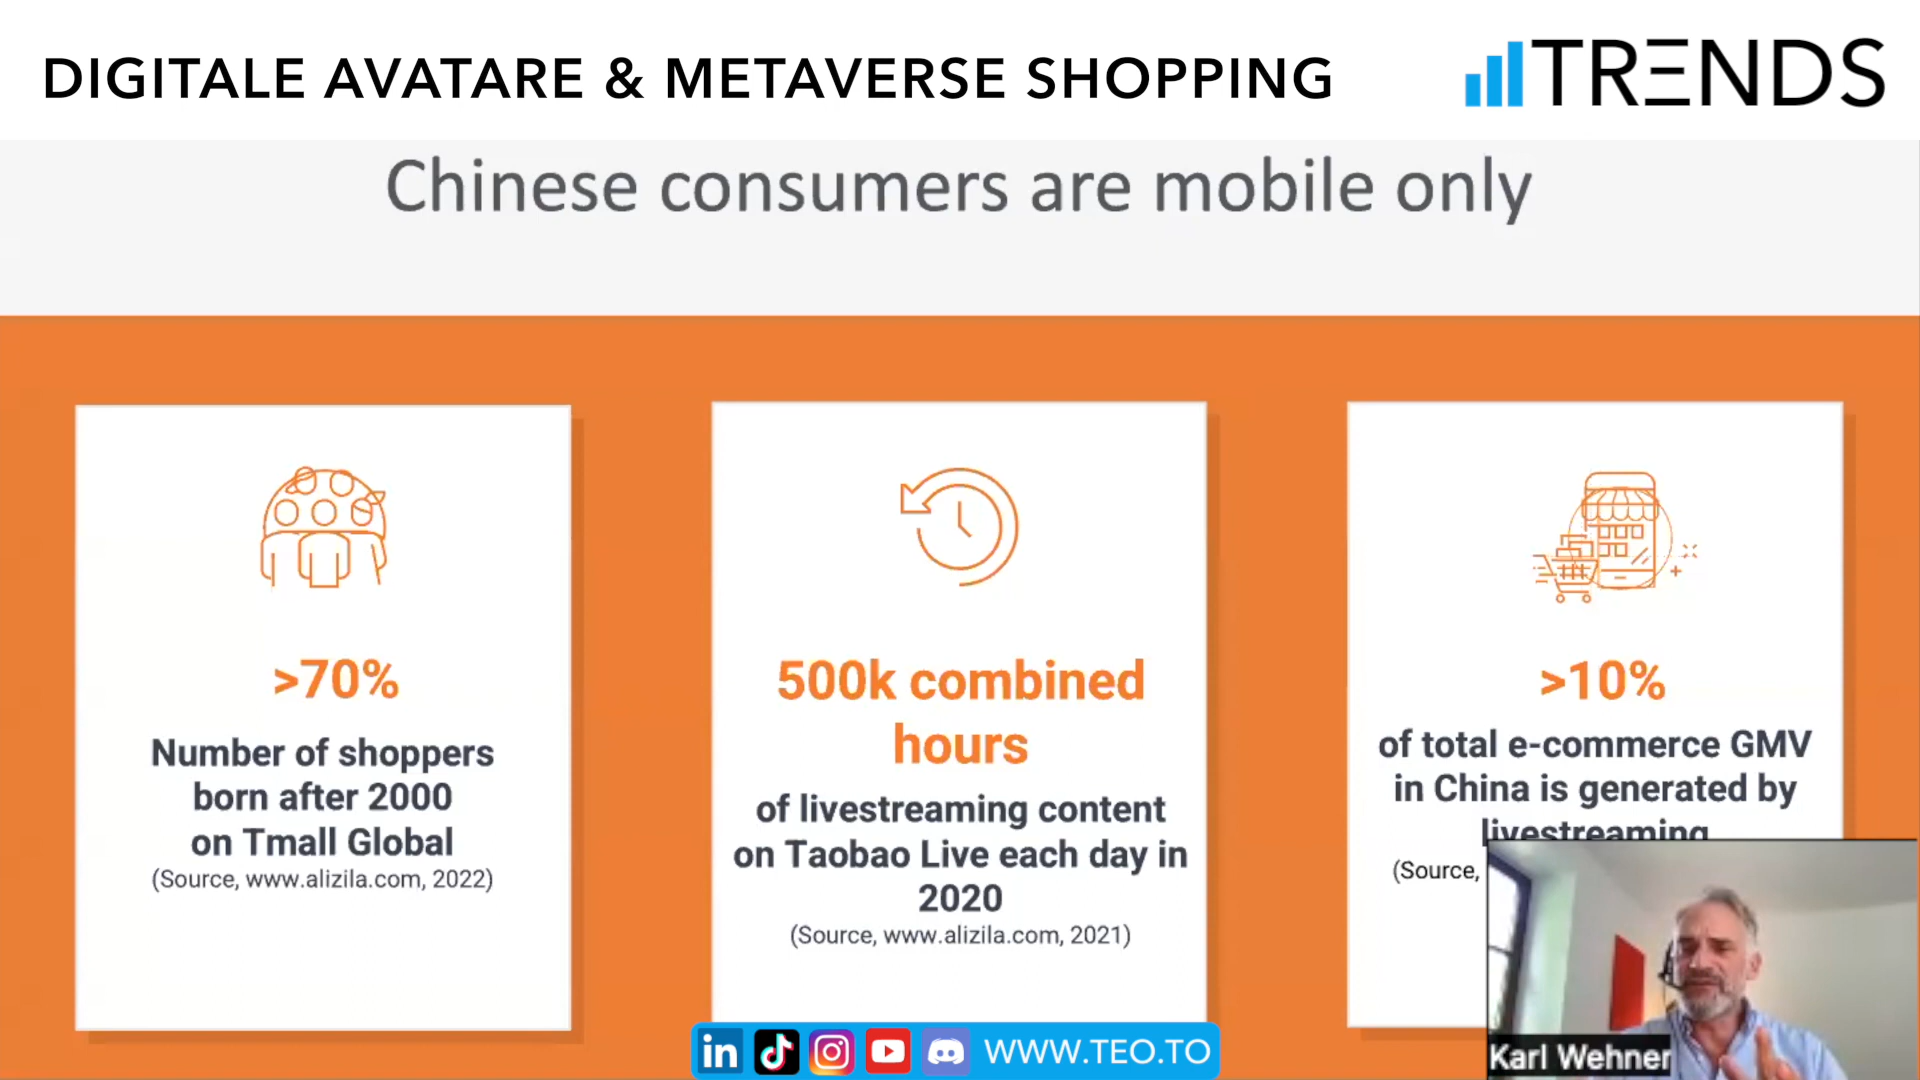 DIGITALE AVATARE & METAVERSE SHOPPING
TRENDS
Chinese consumers are mobile only
>70%
Number of shoppers
born after 2000
on Tmall Global
(Source, www.alizila.com, 2022)
500k combined
hours
of livestreaming content
on Taobao Live each day in
2020
(Source, www.alizila.com, 2021)
>10%
of total e-commerce GMV
in China is generated by
livestreaming
(Source,
Karl Wehner
in
WWW.TEO.TO